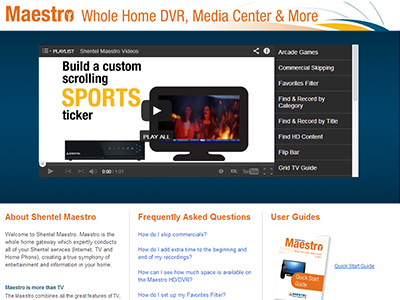 Maestro Whole Home DVR, Media Center & More
PLAYLIST Shentel Maestro Videos
Build a custom
scrolling
SPORTS
ticker
PLAY ALL
0:00 / 1:01
YouTube
Arcade Games
Commercial Skipping
Favorites Filter
Find & Record by
Category
Find & Record by Title
Find HD Content
Flip Bar
Grid TV Guide
About Shentel Maestro
Welcome to Shentel Maestro. Maestro is the
whole home gateway which expertly conducts
all of your Shentel services (Internet, TV and
Home Phone), creating a true symphony of
entertainment and information in your home.
Maestro is more than TV
The Maestro combines all the great features of TV,
Frequently Asked Questions
How do I skip commercials?
How do I add extra time to the beginning and
end of my recordings?
How can I see how much space is available on
the Maestro HD/DVR?
How do I set up my Favorites Filter?
User Guides
Maestro
Quick Start
Guide
Quick Start Guide